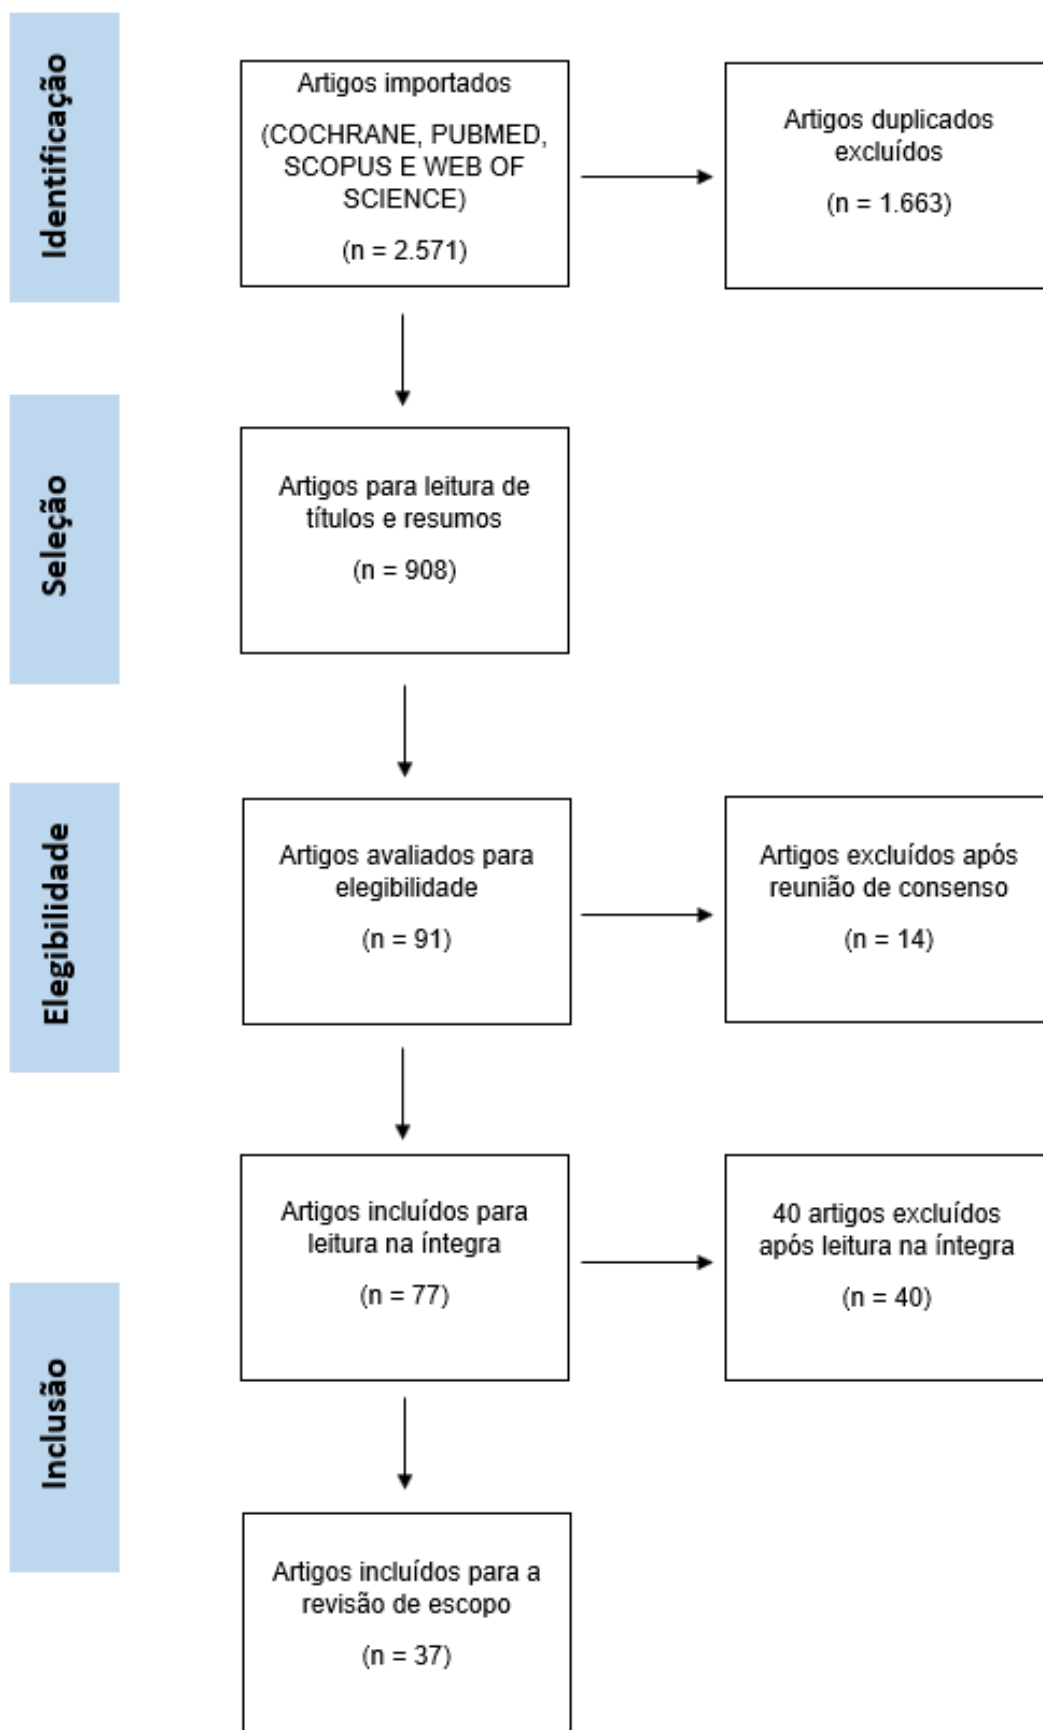 Identificação
Artigos importados
(COCHRANE, PUBMED,
SCOPUS E WEB OF
SCIENCE)
(n = 2.571)
Artigos duplicados
excluídos
(n = 1.663)
Seleção
Artigos para leitura de
títulos e resumos
(n = 908)
Elegibilidade
Artigos avaliados para
elegibilidade
(n = 91)
Artigos excluídos após
reunião de consenso
(n = 14)
Artigos incluídos para
leitura na íntegra
(n = 77)
40 artigos excluídos
após leitura na íntegra
(n = 40)
Inclusão
Artigos incluídos para a
revisão de escopo
(n = 37)